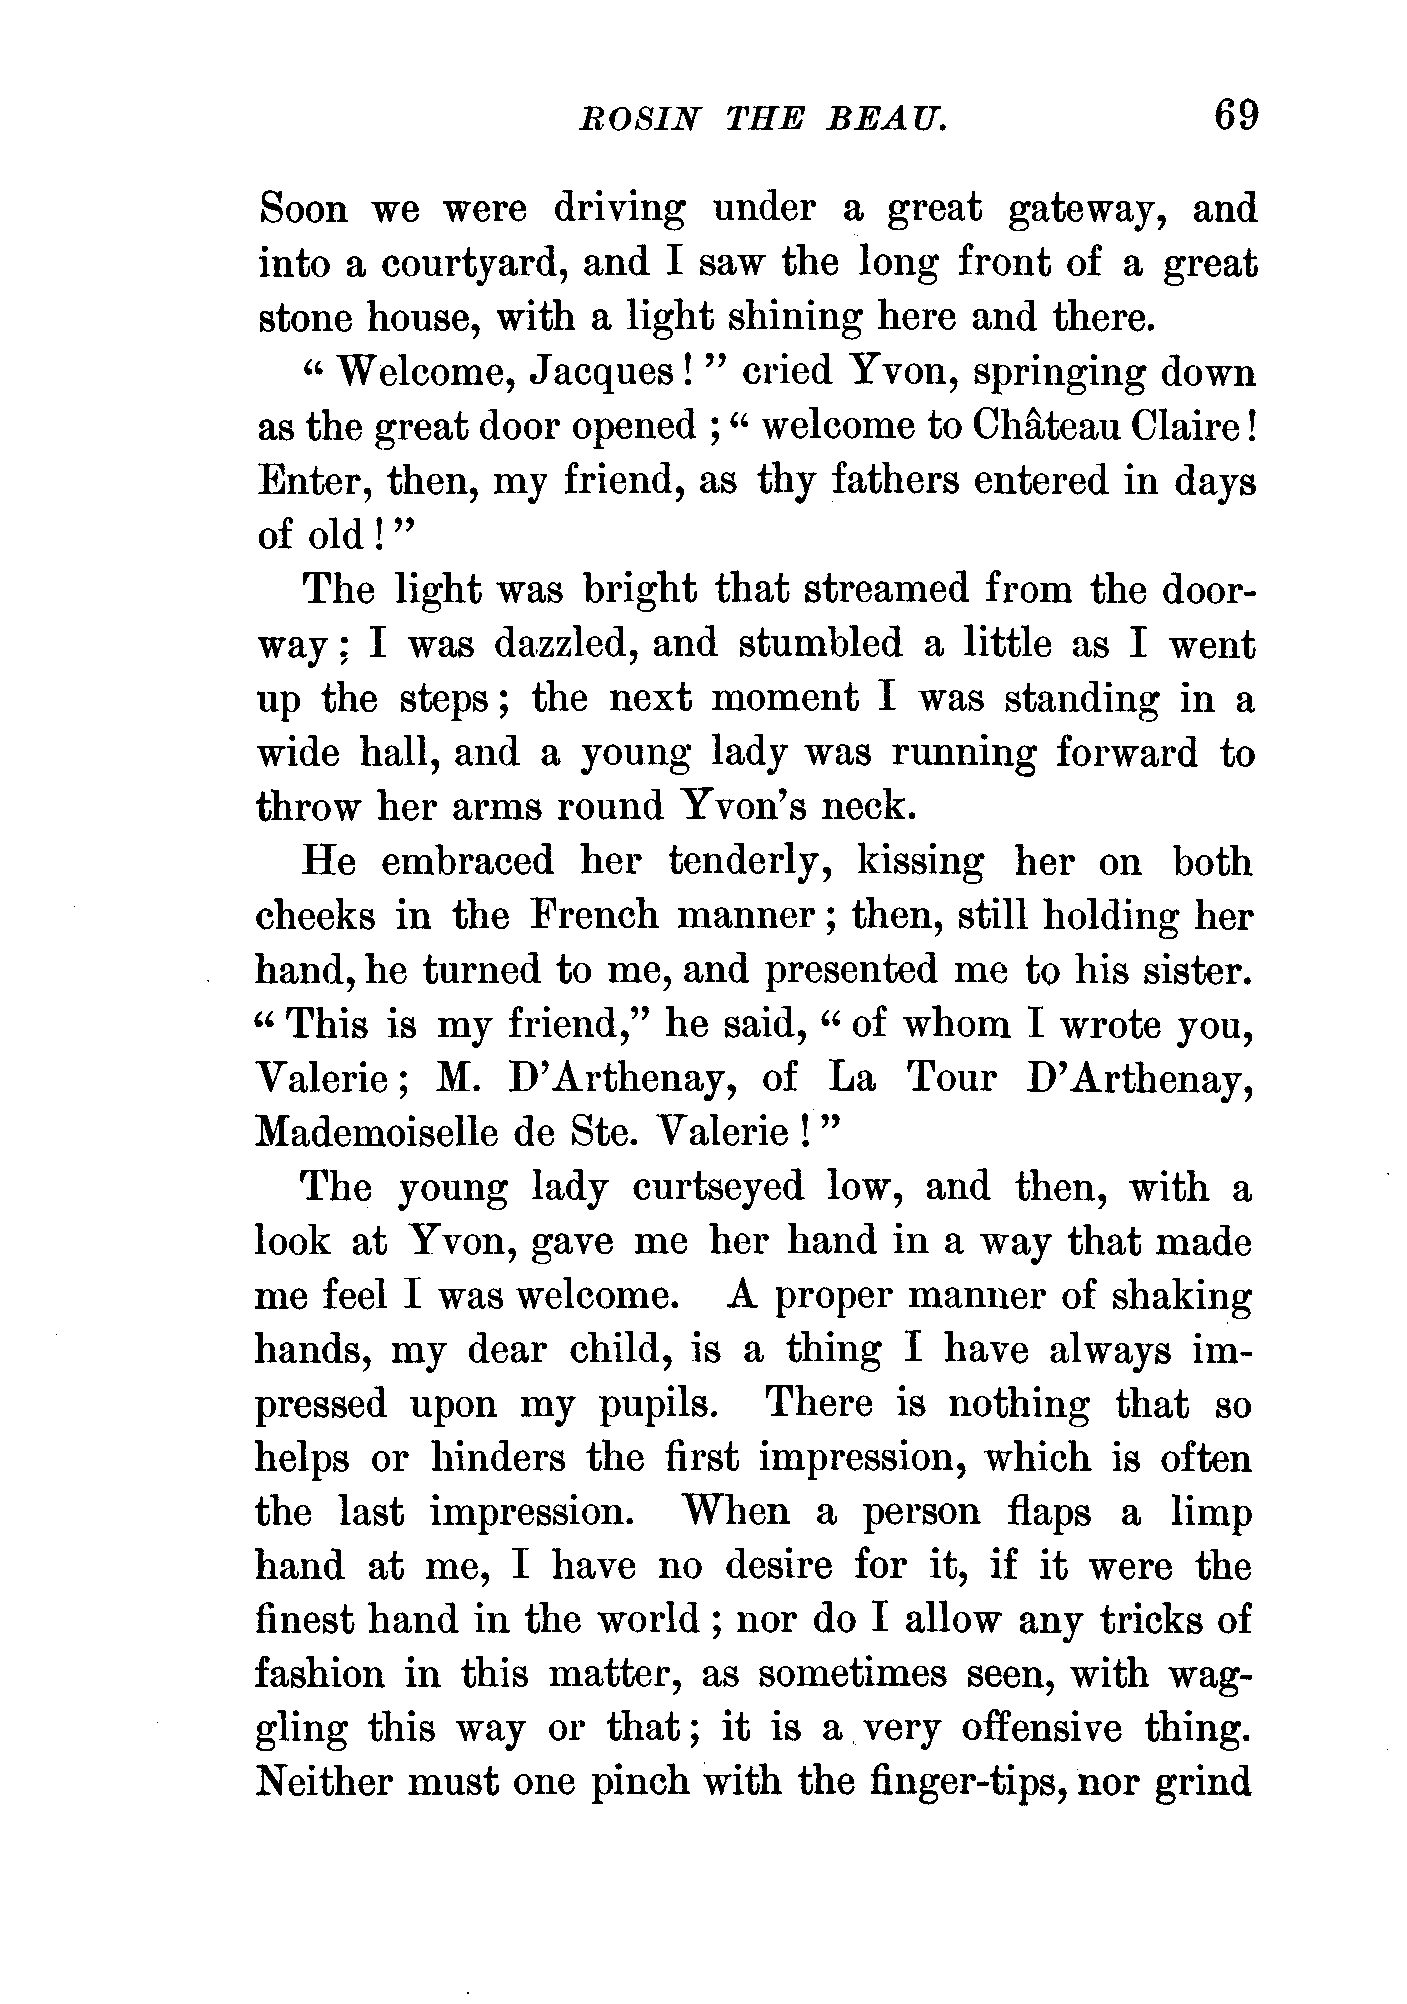 ROSIN THE BEAU. 69
Soon we were driving under a great gateway, and
into a courtyard, and I saw the long front of a great
stone house, with a light shining here and there.
“ Welcome, Jacques ! ” cried Yvon, springing down
as the great door opened ; “ welcome to Château Claire !
Enter, then, my friend, as thy fathers entered in days
of old ! ”
The light was bright that streamed from the door-
way ; I was dazzled, and stumbled a little as I went
up the steps ; the next moment I was standing in a
wide hall, and a young lady was running forward to
throw her arms round Yvon’s neck.
He embraced her tenderly, kissing her on both
cheeks in the French manner ; then, still holding her
hand, he turned to me, and presented me to his sister.
“ This is my friend,” he said, “ of whom I wrote you,
Valerie ; M. D’Arthenay, of La Tour D’Arthenay,
Mademoiselle de Ste. Valerie ! ”
The young lady curtseyed low, and then, with a
look at Yvon, gave me her hand in a way that made
me feel I was welcome. A proper manner of shaking
hands, my dear child, is a thing I have always im-
pressed upon my pupils. There is nothing that so
helps or hinders the first impression, which is often
the last impression. When a person flaps a limp
hand at me, I have no desire for it, if it were the
finest hand in the world ; nor do I allow any tricks of
fashion in this matter, as sometimes seen, with wag-
gling this way or that ; it is a very offensive thing.
Neither must one pinch with the finger-tips, nor grind